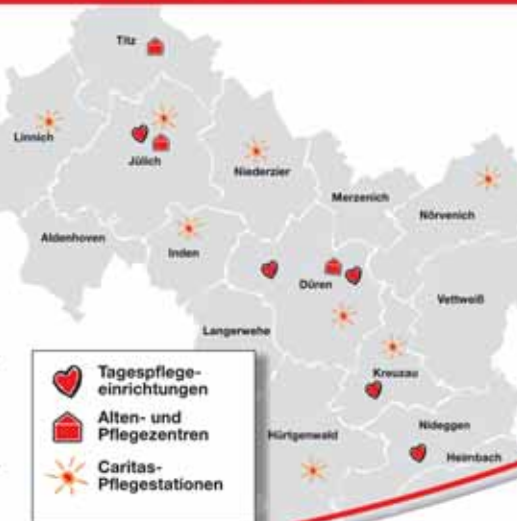 Titz
Linnich
Jülich
Niederzier
Merzenich
Nörvenich
Aldenhoven
Inden
Düren
Vettweiß
Langerwehe
Kreuzau
Hürtgenwald
Nideggen
Heimbach
Tagespflege-
einrichtungen
Alten- und
Pflegezentren
Caritas-
Pflegestationen